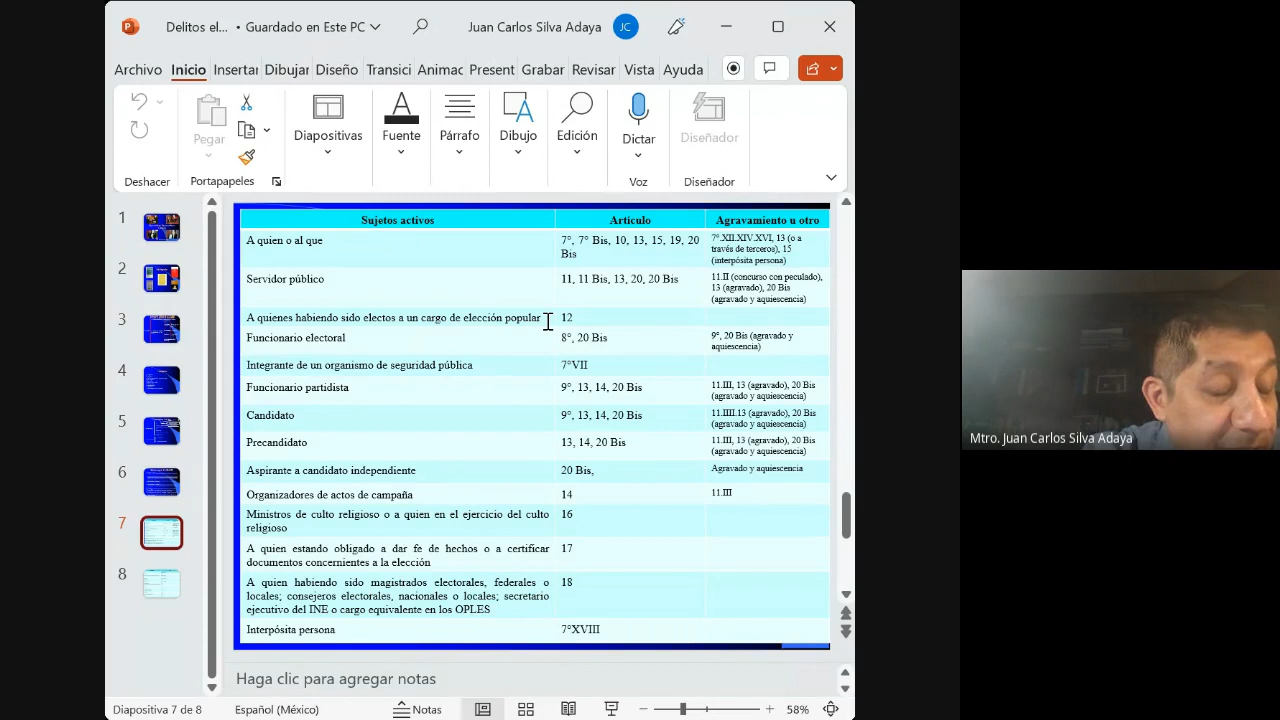 Delitos el... • Guardado en Este PC
Juan Carlos Silva Adaya
JC
Archivo
Inicio
Insertar
Dibujar
Diseño
Transici
Animac
Present
Grabar
Revisar
Vista
Ayuda
Pegar
Diapositivas
Fuente
Párrafo
Dibujo
Edición
Dictar
Diseñador
Deshacer
Portapapeles
Voz
Diseñador
1
2
3
4
5
6
7
8
Sujetos activos
Artículo
Agravamiento u otro
A quien o al que
7°, 7° Bis, 10, 13, 15, 19, 20
Bis
7°.XII.XIV.XVI, 13 (o a
través de terceros), 15
(interpósita persona)
Servidor público
11, 11 Bis, 13, 20, 20 Bis
11.II (concurso con peculado),
13 (agravado), 20 Bis
(agravado y aquiescencia)
A quienes habiendo sido electos a un cargo de elección popular
12
Funcionario electoral
8°, 20 Bis
9°, 20 Bis (agravado y
aquiescencia)
Integrante de un organismo de seguridad pública
7°VII
Funcionario partidista
9°, 13, 14, 20 Bis
11.III, 13 (agravado), 20 Bis
(agravado y aquiescencia)
Candidato
9°, 13, 14, 20 Bis
11.IIII.13 (agravado), 20 Bis
(agravado y aquiescencia)
Precandidato
13, 14, 20 Bis
11.III, 13 (agravado), 20 Bis
(agravado y aquiescencia)
Aspirante a candidato independiente
20 Bis,
Agravado y aquiescencia
Organizadores de actos de campaña
14
11.III
Ministros de culto religioso o a quien en el ejercicio del culto
religioso
16
A quien estando obligado a dar fe de hechos o a certificar
documentos concernientes a la elección
17
A quien habiendo sido magistrados electorales, federales o
locales; consejeros electorales, nacionales o locales; secretario
ejecutivo del INE o cargo equivalente en los OPLES
18
Interpósita persona
7°XVIII
Haga clic para agregar notas
Diapositiva 7 de 8
Español (México)
Notas
58%
Mtro. Juan Carlos Silva Adaya